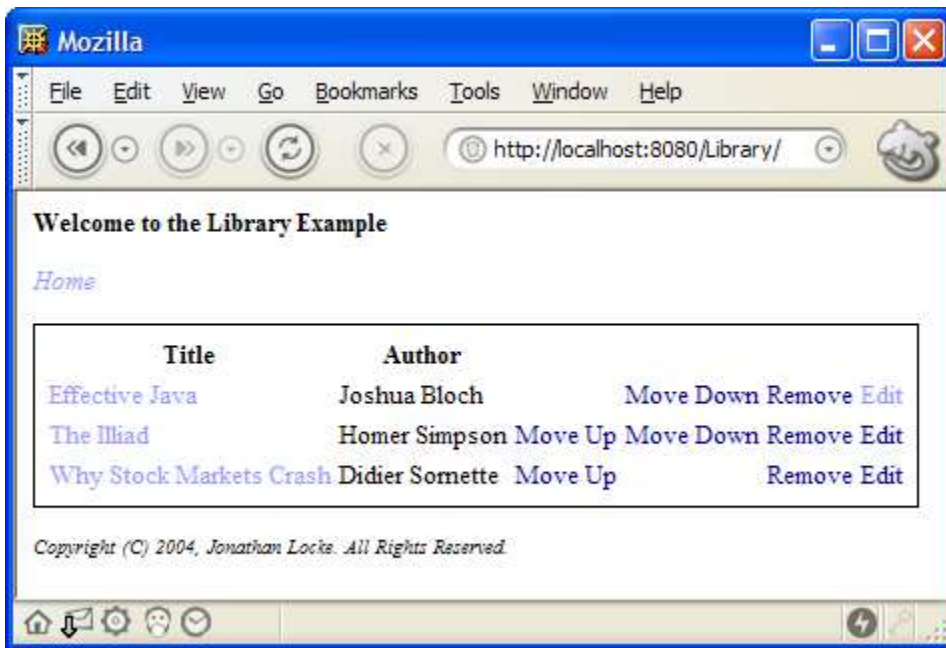 Mozilla
File Edit View Go Bookmarks Tools Window Help
http://localhost:8080/Library/
Welcome to the Library Example
Home
Title Author
Effective Java Joshua Bloch Move Down Remove Edit
The Illiad Homer Simpson Move Up Move Down Remove Edit
Why Stock Markets Crash Didier Sornette Move Up Remove Edit
Copyright (C) 2004, Jonathan Locke. All Rights Reserved.